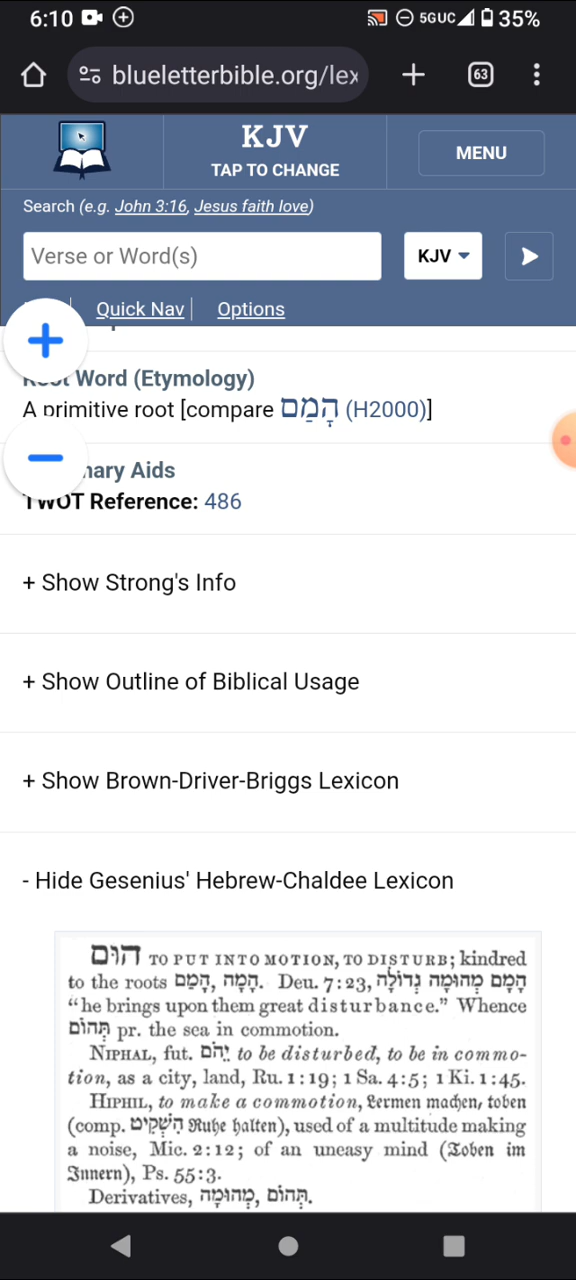 6:10
5GUC 35%
blueletterbible.org/lex
63
KJV
TAP TO CHANGE
MENU
Search (e.g. John 3:16, Jesus faith love)
Verse or Word(s)
KJV
Quick Nav
Options
Root Word (Etymology)
A primitive root [compare הָמַם (H2000)]
nary Aids
TWOT Reference: 486
+ Show Strong's Info
+ Show Outline of Biblical Usage
+ Show Brown-Driver-Briggs Lexicon
- Hide Gesenius' Hebrew-Chaldee Lexicon
הוּם TO PUT INTO MOTION, TO DISTURB; kindred
to the roots הָמַם, הָמָה. Deu. 7:23, הָמָם מְהוּמָה גְדוֹלָה
“he brings upon them great disturbance.” Whence
תְּהוֹם pr. the sea in commotion.
NIPHAL, fut. יֵהֹם to be disturbed, to be in commo-
tion, as a city, land, Ru. 1:19; 1 Sa. 4:5; 1 Ki. 1:45.
HIPHIL, to make a commotion, Lermen machen, toben
(comp. הִשְׁקִיט Ruhe halten), used of a multitude making
a noise, Mic. 2:12; of an uneasy mind (Toben im
Innern), Ps. 55:3.
Derivatives, תְּהוֹם, מְהוּמָה.